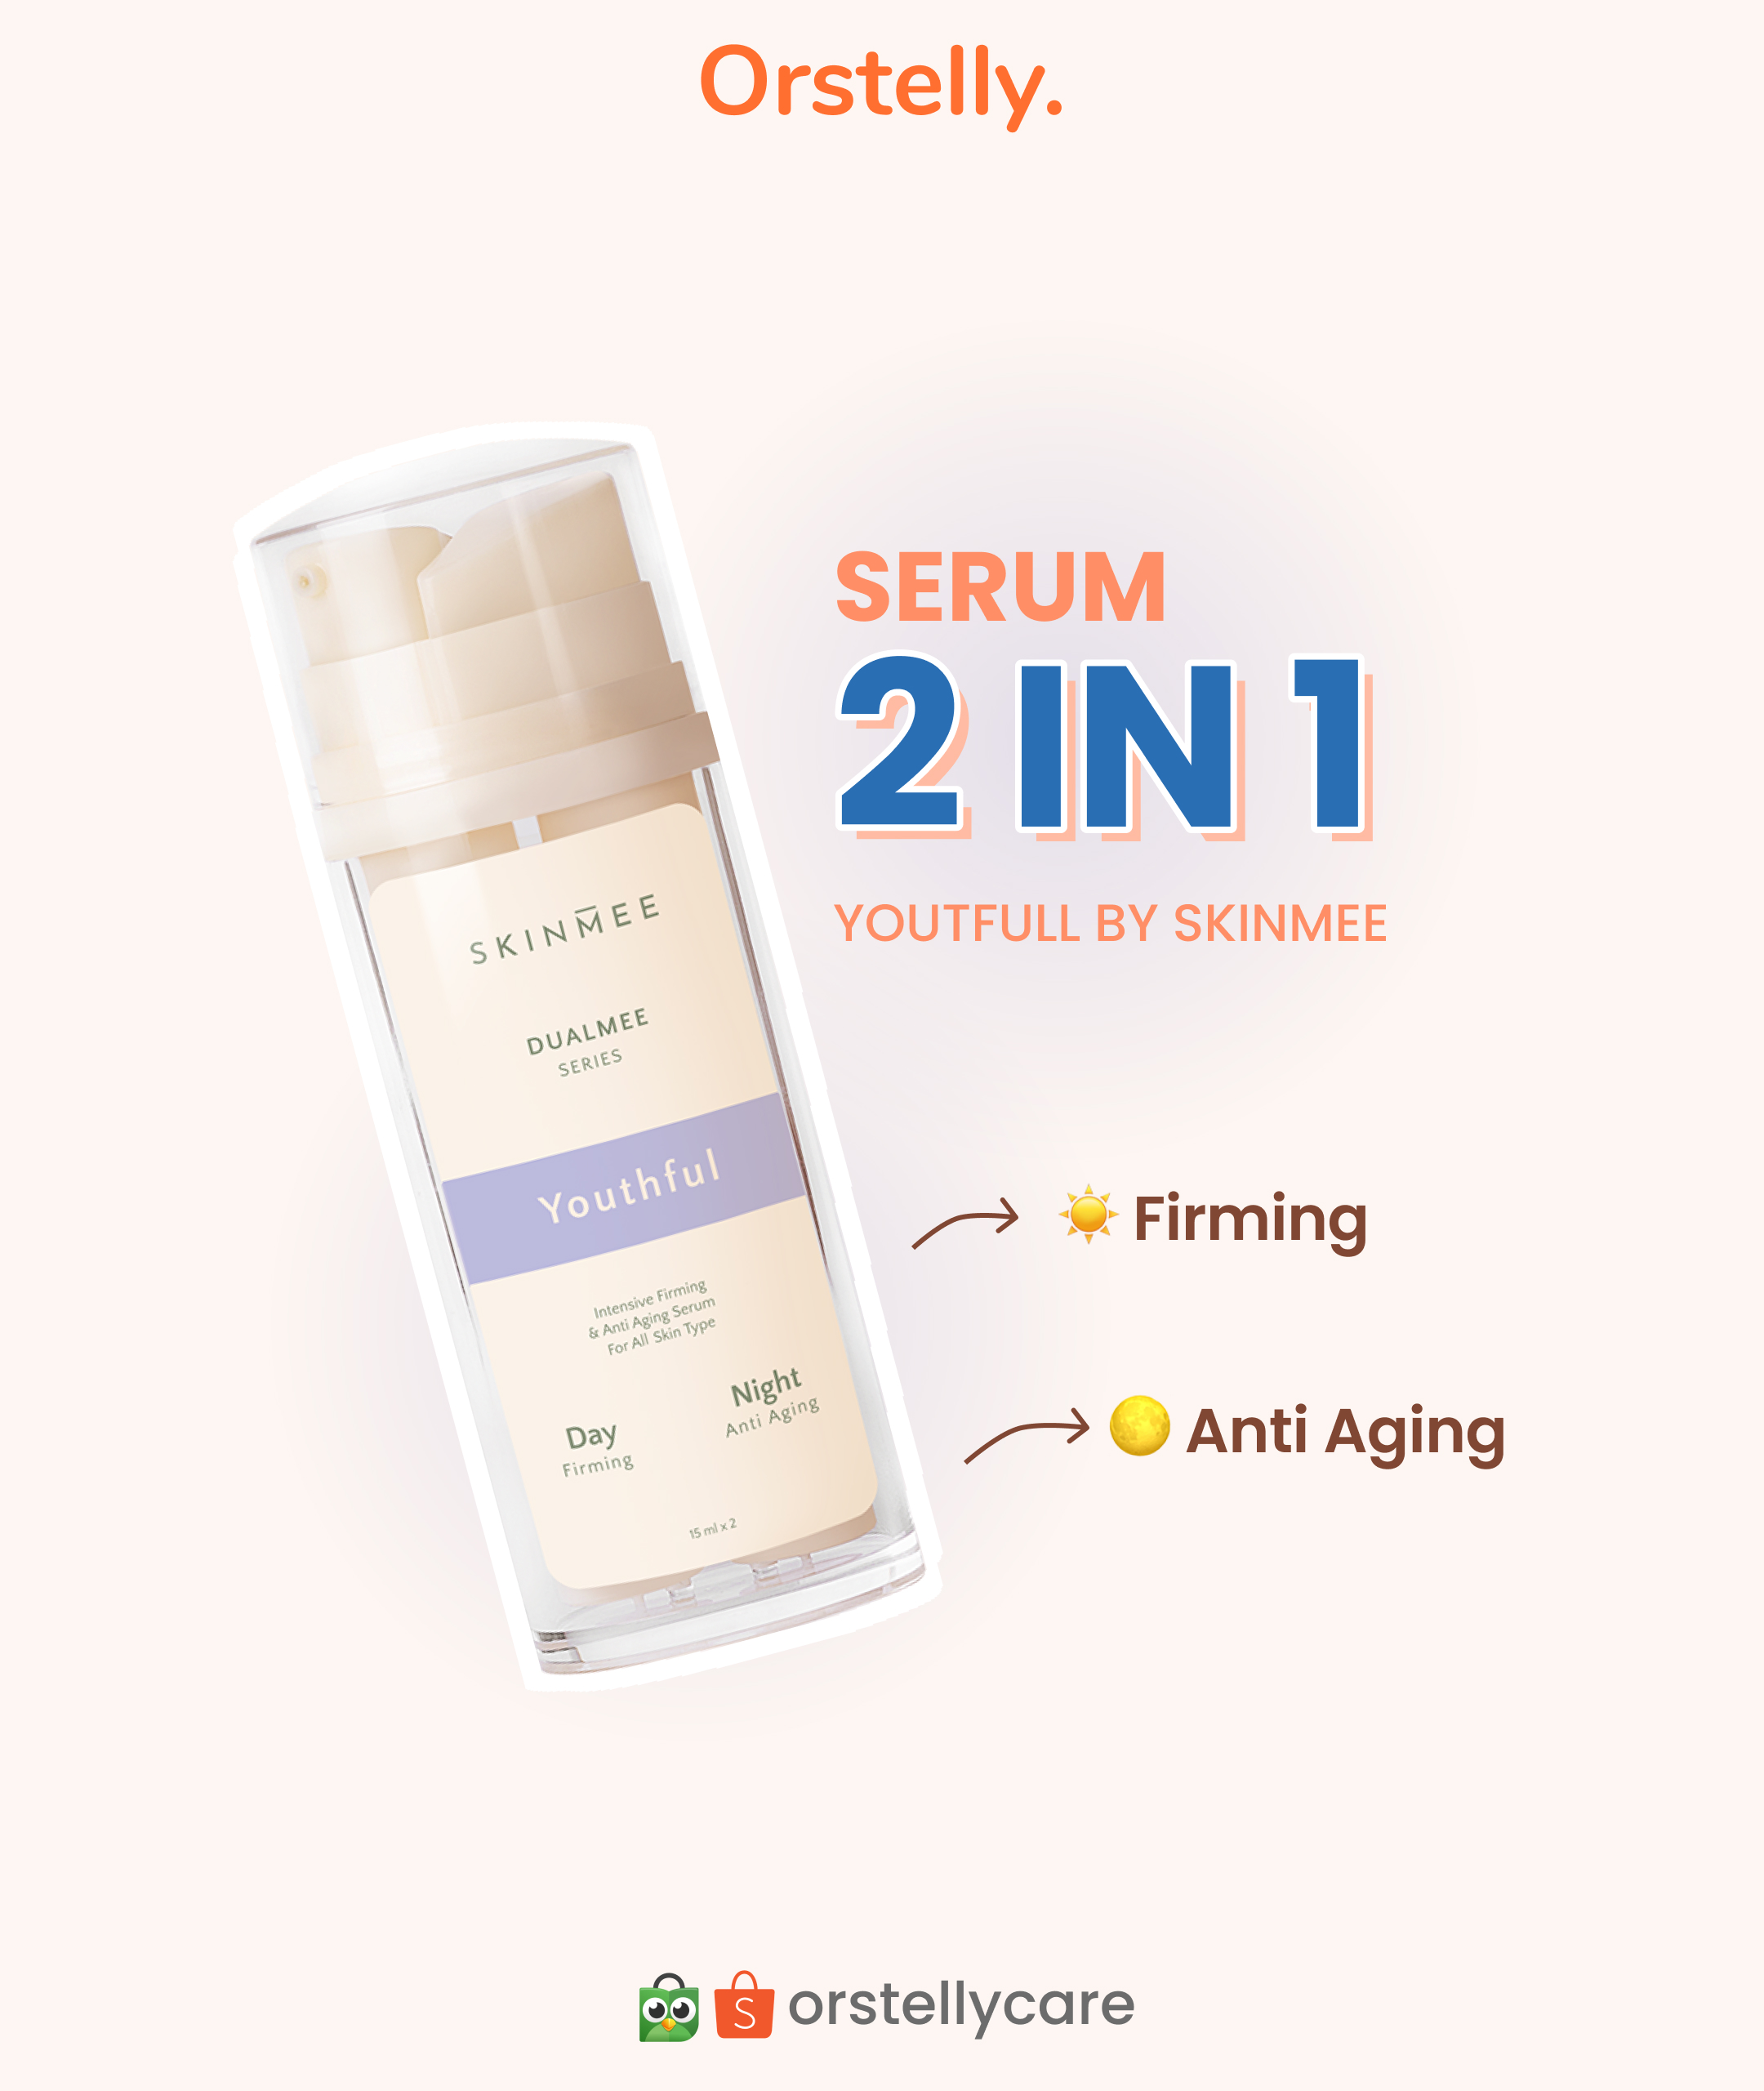 Orstelly.
SERUM
2 IN 1
YOUTFULL BY SKINMEE
SKINMEE
DUALMEE
SERIES
Youthful
Intensive Firming
& Anti Aging Serum
For All Skin Type
Day
Firming
Night
Anti Aging
15 ml x 2
Firming
Anti Aging
S
orstellycare